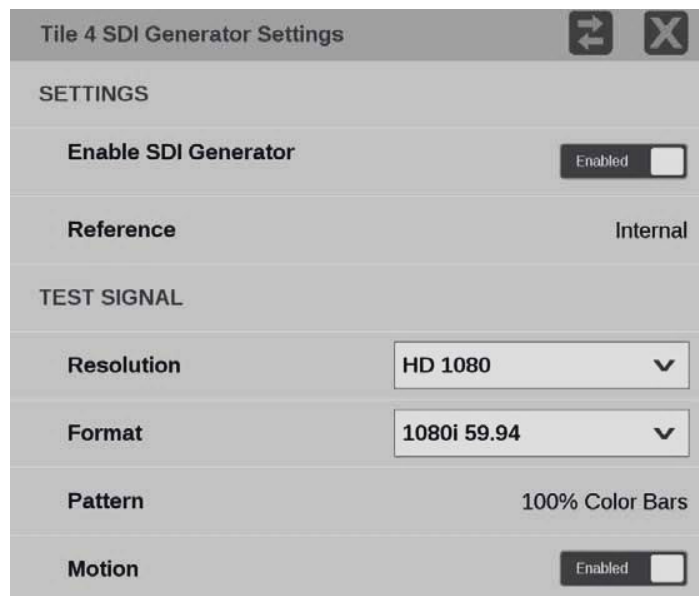 Tile 4 SDI Generator Settings
SETTINGS
Enable SDI Generator Enabled
Reference Internal
TEST SIGNAL
Resolution HD 1080
Format 1080i 59.94
Pattern 100% Color Bars
Motion Enabled